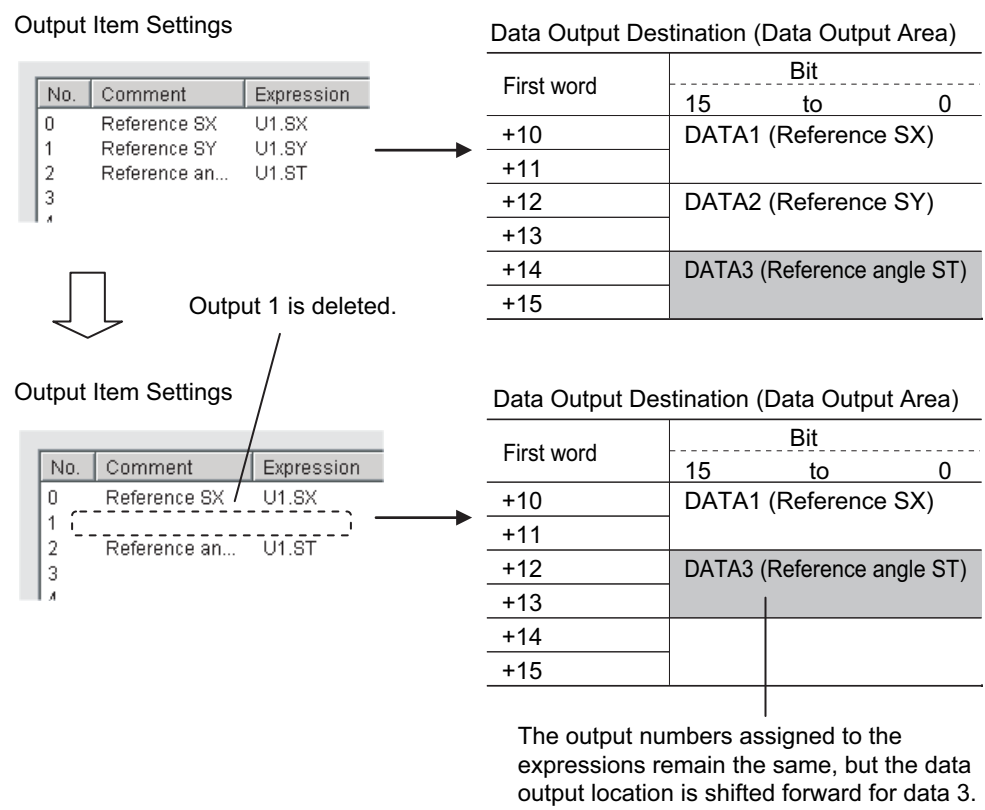 Output Item Settings
No. Comment Expression
0 Reference SX U1.SX
1 Reference SY U1.SY
2 Reference an... U1.ST
3
Data Output Destination (Data Output Area)
First word Bit
15 to 0
+10 DATA1 (Reference SX)
+11
+12 DATA2 (Reference SY)
+13
+14 DATA3 (Reference angle ST)
+15
Output 1 is deleted.
Output Item Settings
No. Comment Expression
0 Reference SX U1.SX
1
2 Reference an... U1.ST
3
Data Output Destination (Data Output Area)
First word Bit
15 to 0
+10 DATA1 (Reference SX)
+11
+12 DATA3 (Reference angle ST)
+13
+14
+15
The output numbers assigned to the
expressions remain the same, but the data
output location is shifted forward for data 3.